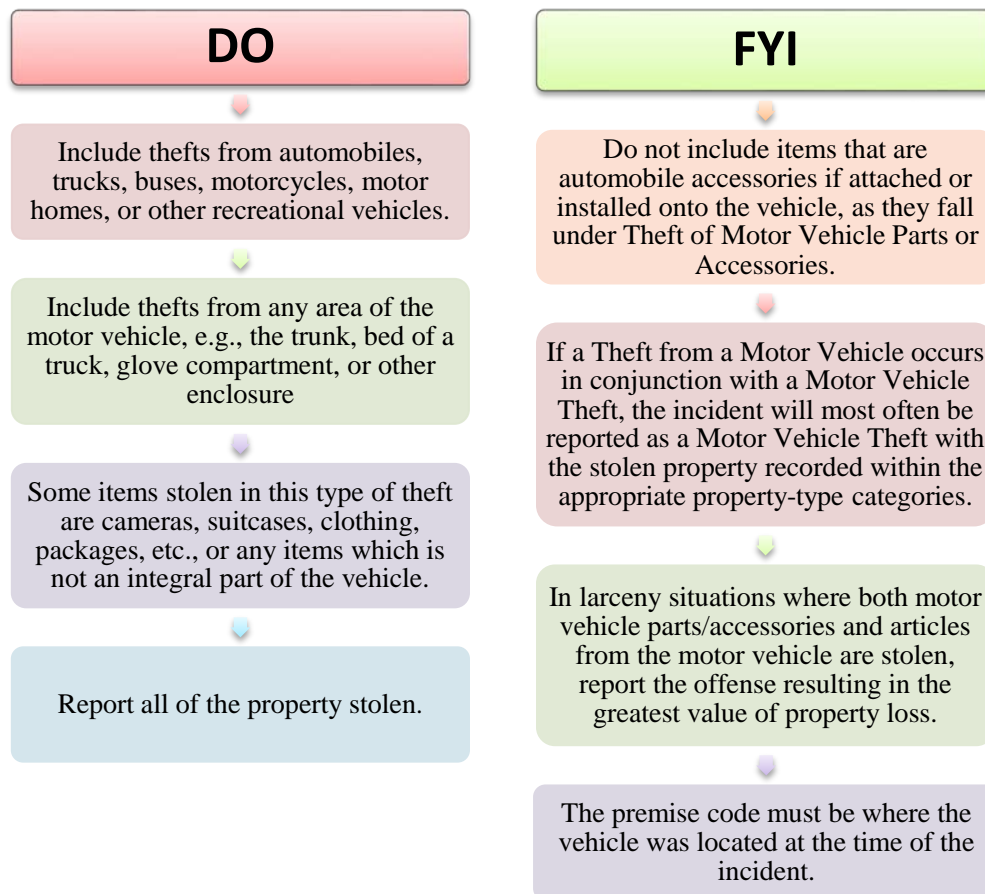 DO
Include thefts from automobiles,
trucks, buses, motorcycles, motor
homes, or other recreational vehicles.
Include thefts from any area of the
motor vehicle, e.g., the trunk, bed of a
truck, glove compartment, or other
enclosure
Some items stolen in this type of theft
are cameras, suitcases, clothing,
packages, etc., or any items which is
not an integral part of the vehicle.
Report all of the property stolen.
FYI
Do not include items that are
automobile accessories if attached or
installed onto the vehicle, as they fall
under Theft of Motor Vehicle Parts or
Accessories.
If a Theft from a Motor Vehicle occurs
in conjunction with a Motor Vehicle
Theft, the incident will most often be
reported as a Motor Vehicle Theft with
the stolen property recorded within the
appropriate property-type categories.
In larceny situations where both motor
vehicle parts/accessories and articles
from the motor vehicle are stolen,
report the offense resulting in the
greatest value of property loss.
The premise code must be where the
vehicle was located at the time of the
incident.